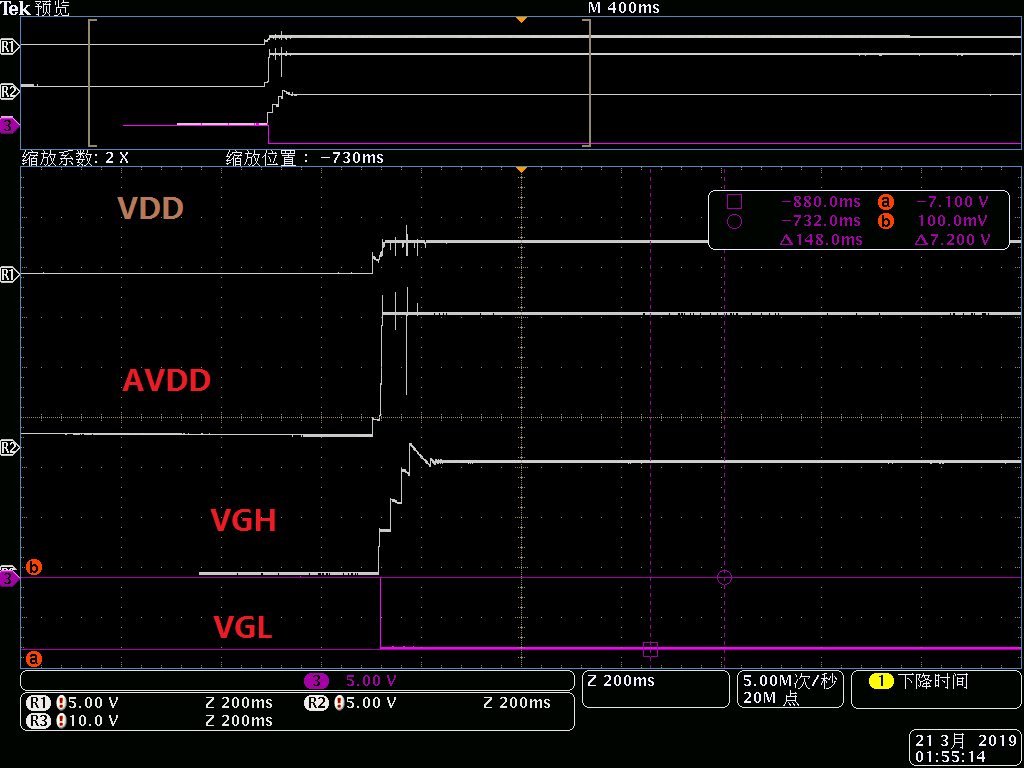 Tek 预览 M 400ms
R1
R2
3
缩放系数: 2 X 缩放位置: -730ms
VDD
-880.0ms a -7.100 V
-732.0ms b 100.0mV
Δ148.0ms Δ7.200 V
R1
AVDD
R2
VGH
b
3
VGL
a
3 5.00 V
Z 200ms
5.00M次/秒
20M 点
1 下降时间
R1 5.00 V Z 200ms R2 5.00 V Z 200ms
R3 10.0 V Z 200ms
21 3月 2019
01:55:14